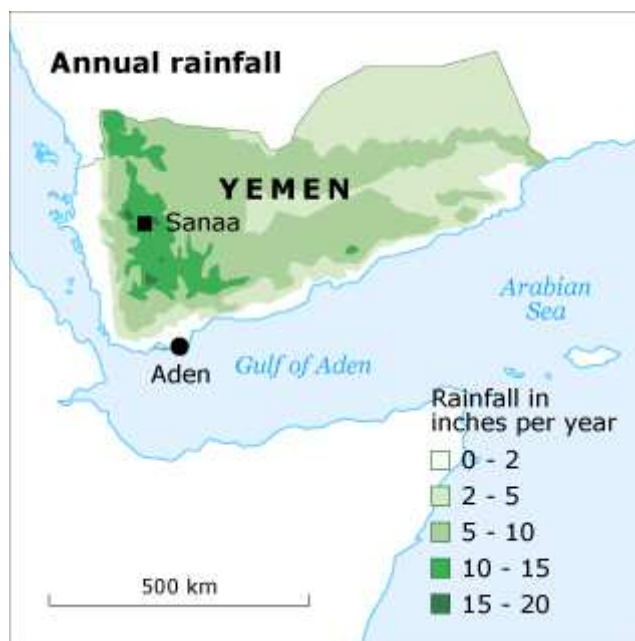 Annual rainfall
YEMEN
Sanaa
Arabian
Sea
Gulf of Aden
Aden
Rainfall in
inches per year
0 - 2
2 - 5
5 - 10
10 - 15
15 - 20
500 km